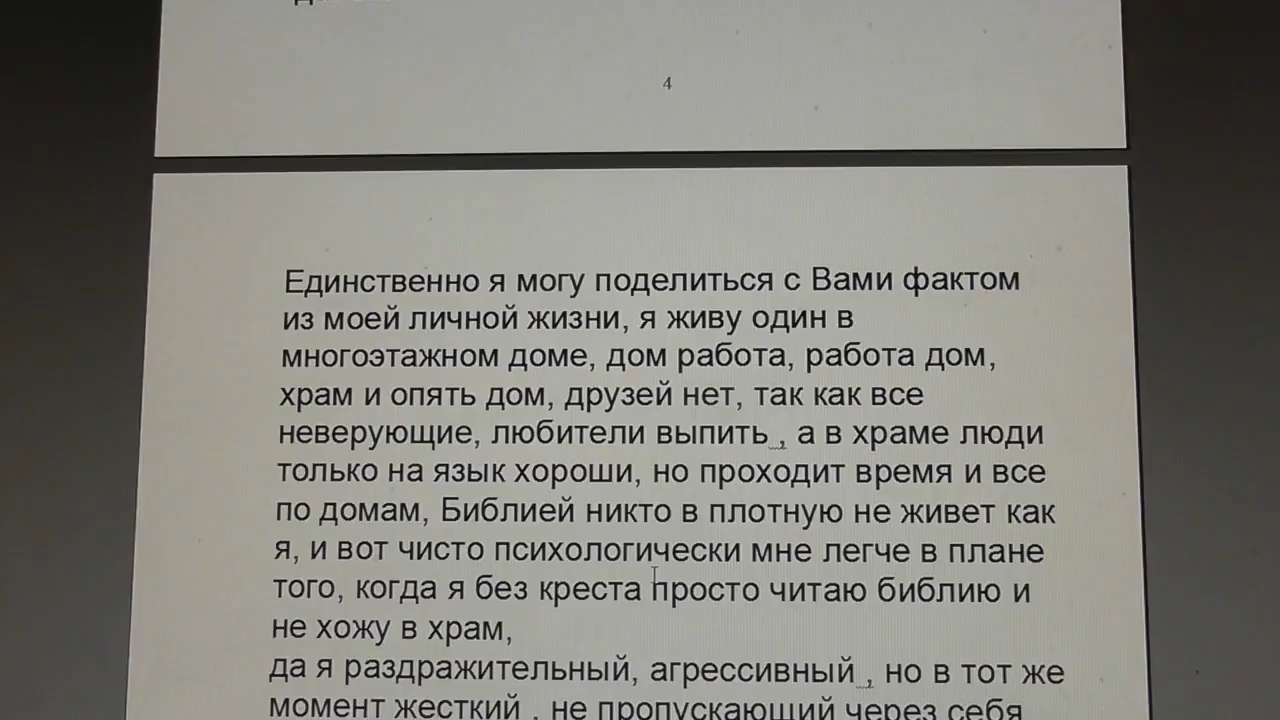 4
Единственно я могу поделиться с Вами фактом
из моей личной жизни, я живу один в
многоэтажном доме, дом работа, работа дом,
храм и опять дом, друзей нет, так как все
неверующие, любители выпить , а в храме люди
только на язык хороши, но проходит время и все
по домам, Библией никто в плотную не живет как
я, и вот чисто психологически мне легче в плане
того, когда я без креста просто читаю библию и
не хожу в храм,
да я раздражительный, агрессивный , но в тот же
момент жесткий , не пропускающий через себя